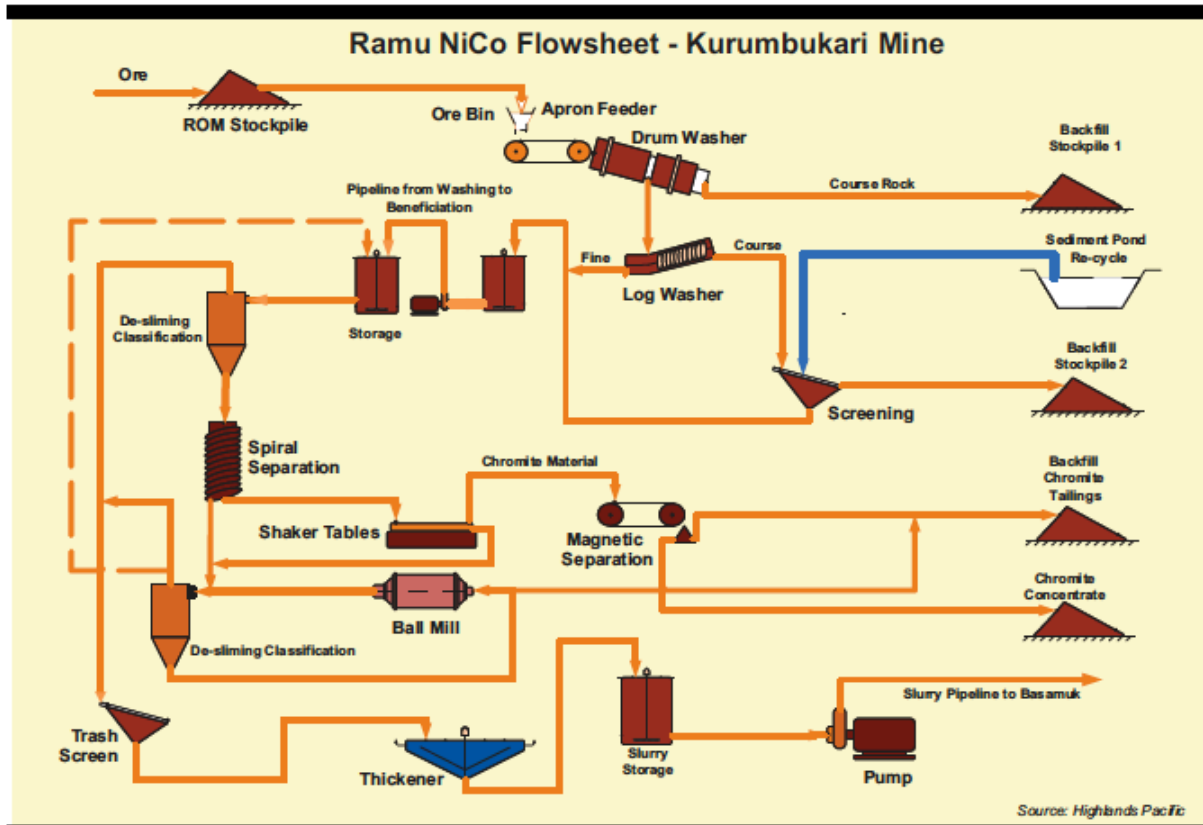 Ramu NiCo Flowsheet - Kurumbukari Mine
Ore
ROM Stockpile
Ore Bin
Apron Feeder
Drum Washer
Backfill
Stockpile 1
Course Rock
Pipeline from Washing to
Beneficiation
Fine
Course
Log Washer
Sediment Pond
Re-cycle
De-sliming
Classification
Storage
Backfill
Stockpile 2
Screening
Spiral
Separation
Chromite Material
Backfill
Chromite
Tailings
Shaker Tables
Magnetic
Separation
Chromite
Concentrate
Ball Mill
De-sliming Classification
Slurry Pipeline to Basamuk
Trash
Screen
Thickener
Slurry
Storage
Pump
Source: Highlands Pacific